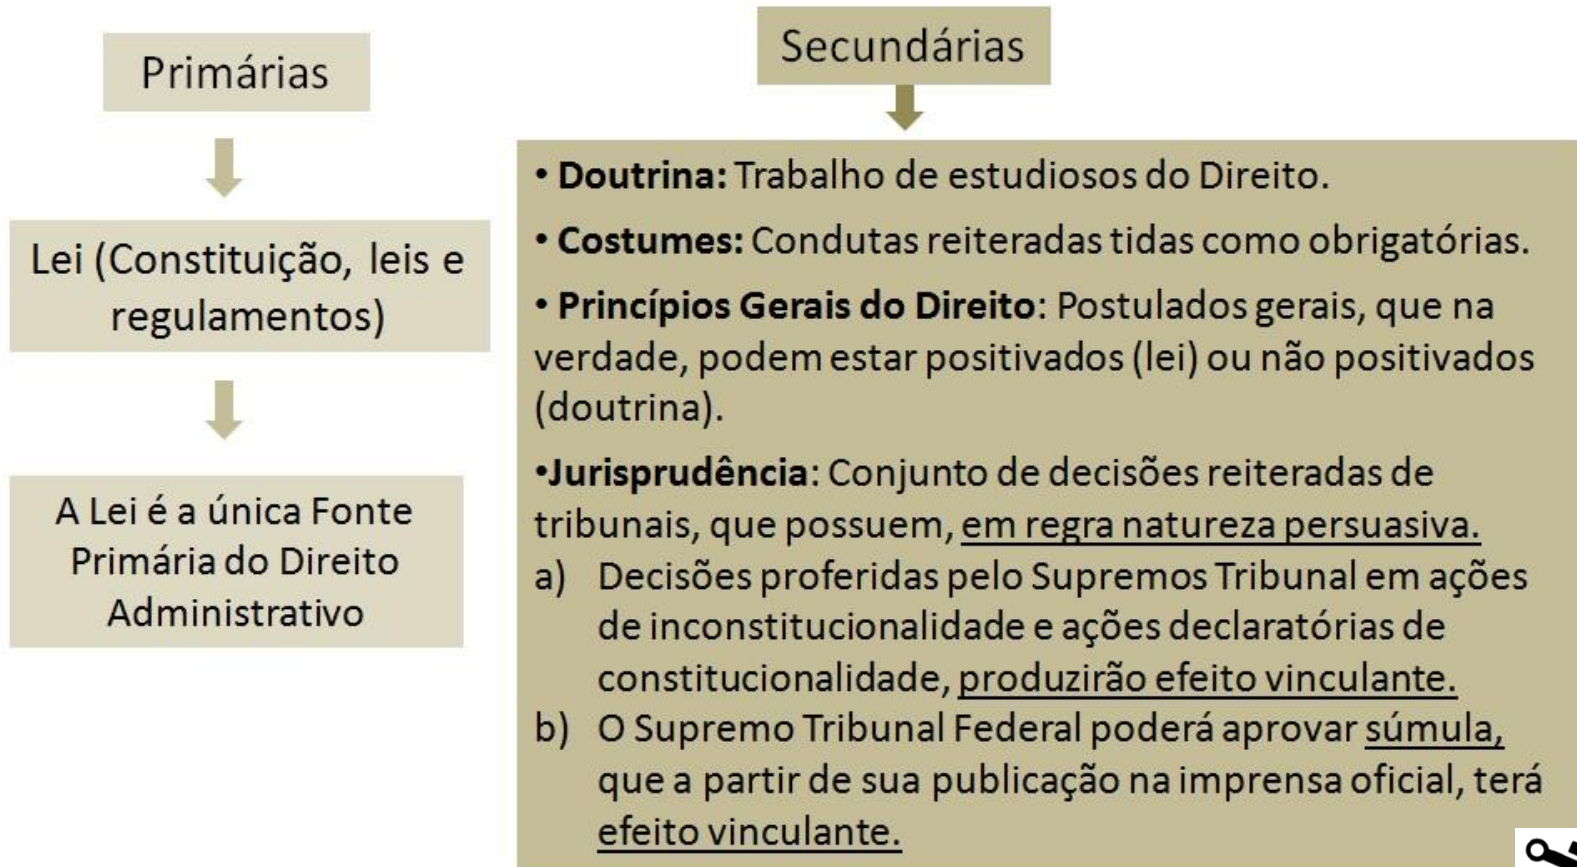 Primárias
Lei (Constituição, leis e
regulamentos)
A Lei é a única Fonte
Primária do Direito
Administrativo
Secundárias
• Doutrina: Trabalho de estudiosos do Direito.
• Costumes: Condutas reiteradas tidas como obrigatórias.
• Princípios Gerais do Direito: Postulados gerais, que na
verdade, podem estar positivados (lei) ou não positivados
(doutrina).
•Jurisprudência: Conjunto de decisões reiteradas de
tribunais, que possuem, em regra natureza persuasiva.
a) Decisões proferidas pelo Supremos Tribunal em ações
de inconstitucionalidade e ações declaratórias de
constitucionalidade, produzirão efeito vinculante.
b) O Supremo Tribunal Federal poderá aprovar súmula,
que a partir de sua publicação na imprensa oficial, terá
efeito vinculante.